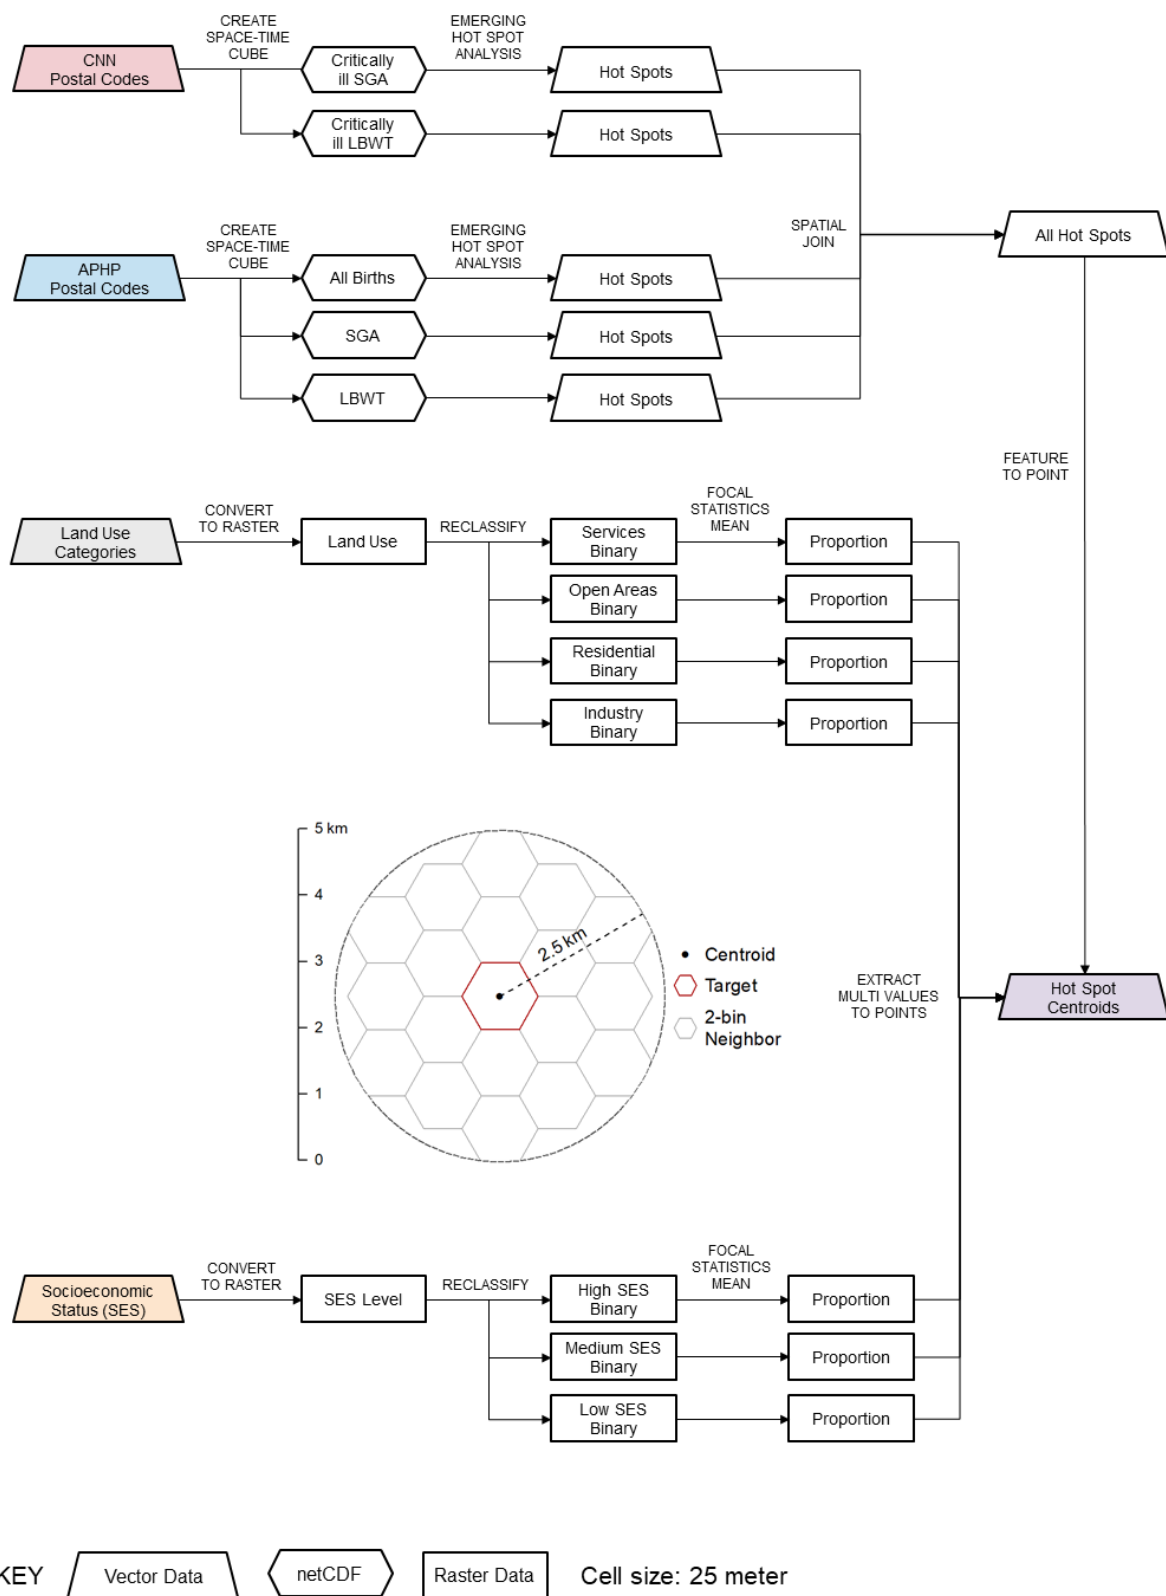 CREATE
SPACE-TIME
CUBE
EMERGING
HOT SPOT
ANALYSIS
CNN
Postal Codes
Critically
ill SGA
Hot Spots
Critically
ill LBWT
Hot Spots
CREATE
SPACE-TIME
CUBE
EMERGING
HOT SPOT
ANALYSIS
SPATIAL
JOIN
All Hot Spots
APHP
Postal Codes
All Births
Hot Spots
SGA
Hot Spots
LBWT
Hot Spots
FEATURE
TO POINT
CONVERT
TO RASTER
RECLASSIFY
FOCAL
STATISTICS
MEAN
Land Use
Categories
Land Use
Services
Binary
Proportion
Open Areas
Binary
Proportion
Residential
Binary
Proportion
Industry
Binary
Proportion
5 km
4
3
2
1
0
2.5 km
Centroid
Target
2-bin
Neighbor
EXTRACT
MULTI VALUES
TO POINTS
Hot Spot
Centroids
CONVERT
TO RASTER
RECLASSIFY
FOCAL
STATISTICS
MEAN
Socioeconomic
Status (SES)
SES Level
High SES
Binary
Proportion
Medium SES
Binary
Proportion
Low SES
Binary
Proportion
KEY
Vector Data
netCDF
Raster Data
Cell size: 25 meter